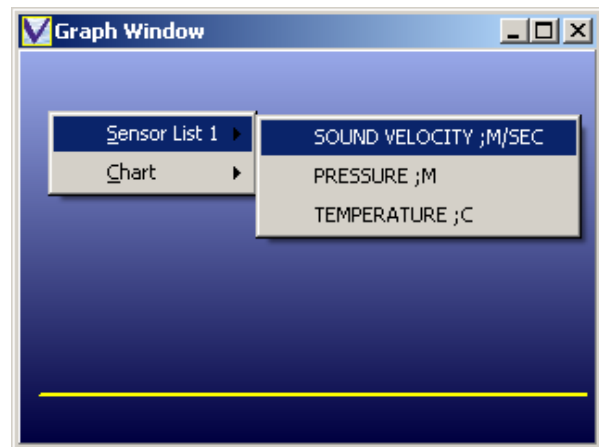 Graph Window
Sensor List 1
SOUND VELOCITY ;M/SEC
Chart
PRESSURE ;M
TEMPERATURE ;C